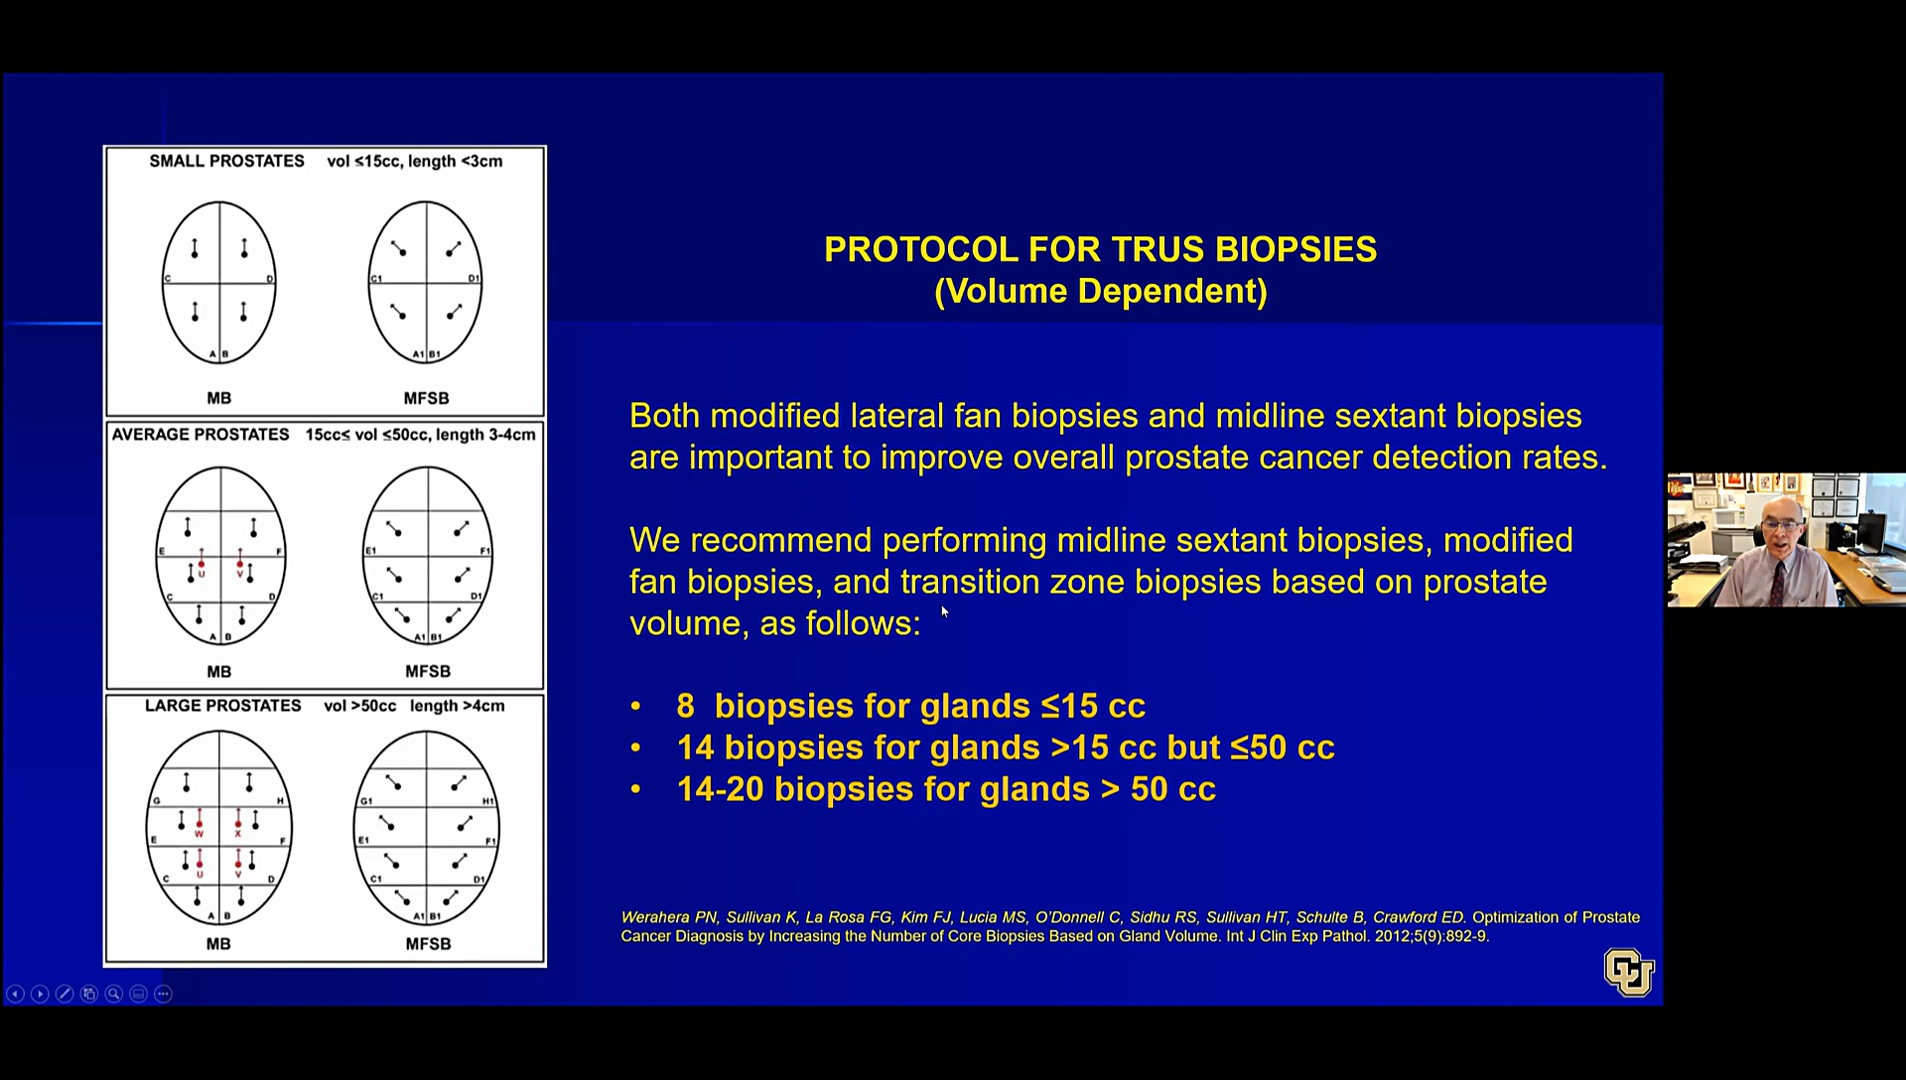 SMALL PROSTATES vol ≤15cc, length <3cm
C D
A B
MB
C1 D1
A1 B1
MFSB
AVERAGE PROSTATES 15cc≤ vol ≤50cc, length 3-4cm
E F
U V
C D
A B
MB
E1 F1
C1 D1
A1 B1
MFSB
LARGE PROSTATES vol >50cc length >4cm
G H
W X
E F
U V
C D
A B
MB
G1 H1
E1 F1
C1 D1
A1 B1
MFSB
PROTOCOL FOR TRUS BIOPSIES
(Volume Dependent)
Both modified lateral fan biopsies and midline sextant biopsies
are important to improve overall prostate cancer detection rates.
We recommend performing midline sextant biopsies, modified
fan biopsies, and transition zone biopsies based on prostate
volume, as follows:
• 8 biopsies for glands ≤15 cc
• 14 biopsies for glands >15 cc but ≤50 cc
• 14-20 biopsies for glands > 50 cc
Werahera PN, Sullivan K, La Rosa FG, Kim FJ, Lucia MS, O'Donnell C, Sidhu RS, Sullivan HT, Schulte B, Crawford ED. Optimization of Prostate
Cancer Diagnosis by Increasing the Number of Core Biopsies Based on Gland Volume. Int J Clin Exp Pathol. 2012;5(9):892-9.
CU